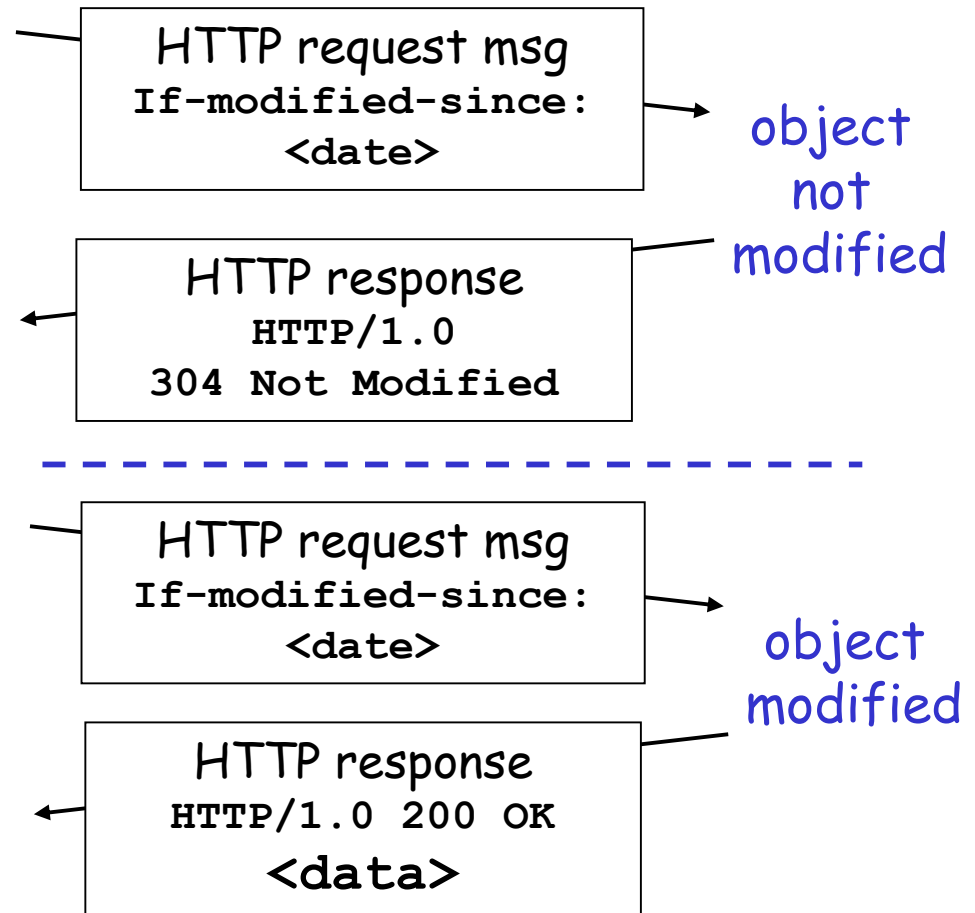 HTTP request msg
If-modified-since:
<date>
object
not
modified
HTTP response
HTTP/1.0
304 Not Modified
HTTP request msg
If-modified-since:
<date>
object
modified
HTTP response
HTTP/1.0 200 OK
<data>